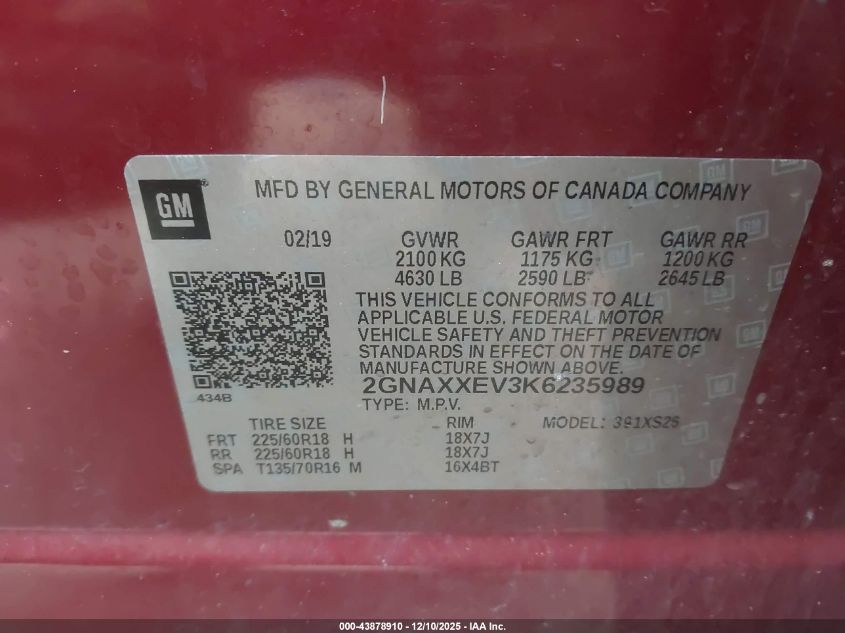 GM
MFD BY GENERAL MOTORS OF CANADA COMPANY
02/19 GVWR GAWR FRT GAWR RR
2100 KG 1175 KG 1200 KG
4630 LB 2590 LB 2645 LB
THIS VEHICLE CONFORMS TO ALL
APPLICABLE U.S. FEDERAL MOTOR
VEHICLE SAFETY AND THEFT PREVENTION
STANDARDS IN EFFECT ON THE DATE OF
MANUFACTURE SHOWN ABOVE.
434B
2GNAXXEV3K6235989
TYPE: M.P.V.
TIRE SIZE RIM MODEL:
FRT 225/60R18 H 18X7J
RR 225/60R18 H 18X7J
SPA T135/70R16 M 16X4BT
000-43878910 - 12/10/2025 - IAA Inc.